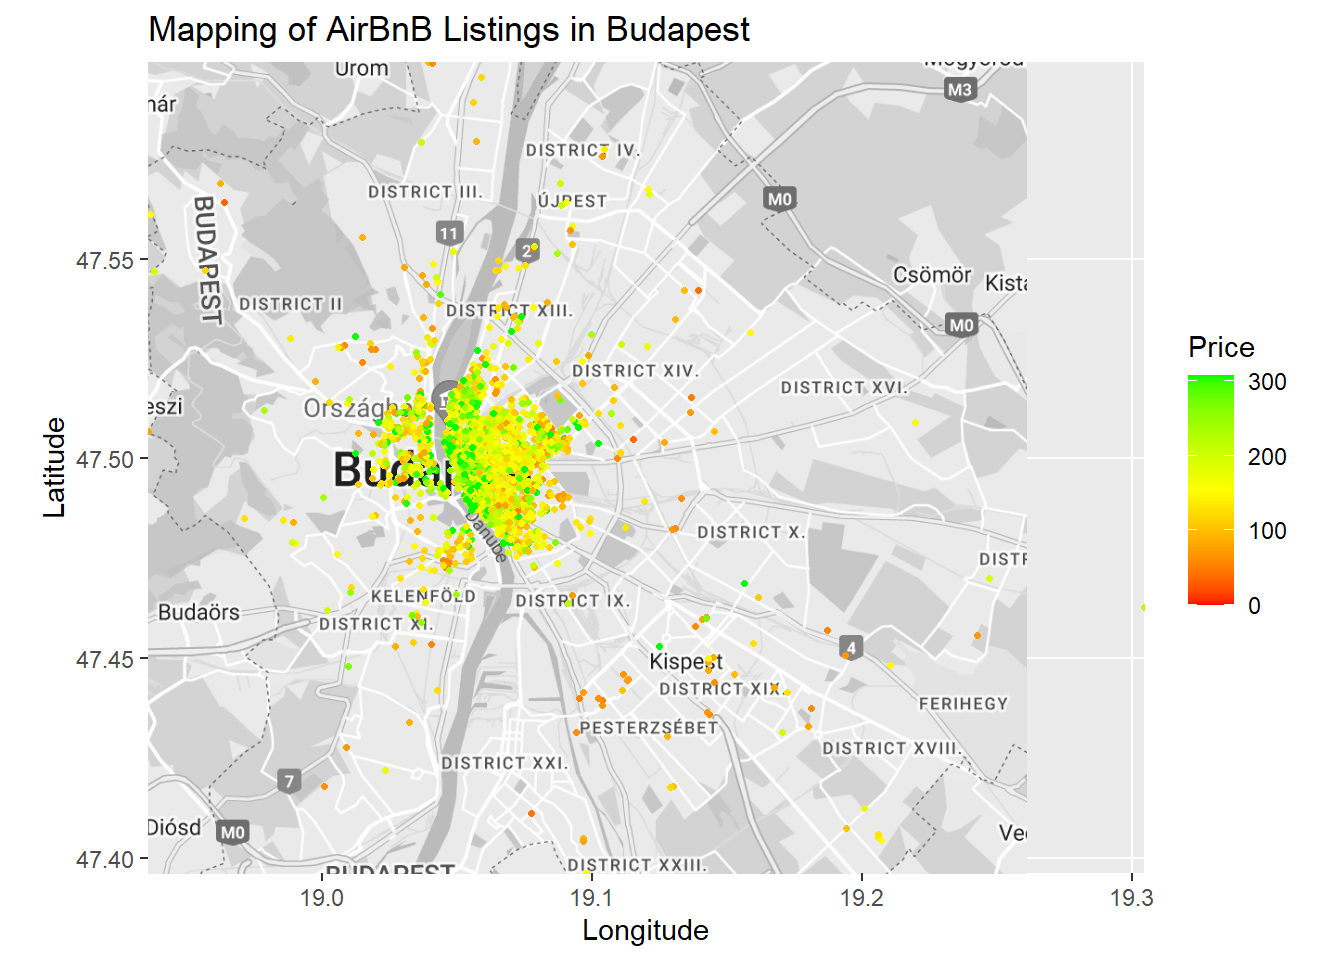 Mapping of AirBnB Listings in Budapest
Urom
nár
M3
DISTRICT IV.
DISTRICT III.
ÚJPEST
M0
BUDAPEST
11
2
47.55
Csömör
Kista
DISTRICT II
DISTRICT XIII.
M0
Price
DISTRICT XIV.
DISTRICT XVI.
300
eszi
Országh
200
47.50
Budap
Latitude
100
Danube
DISTRICT X.
DISTR
0
KELENFÖLD
DISTRICT IX.
Budaörs
DISTRICT XI.
4
47.45
Kispest
DISTRICT XIX.
FERIHEGY
PESTERZSÉBET
DISTRICT XVIII.
DISTRICT XXI.
7
Diósd
M0
Vec
47.40
DISTRICT XXIII.
BUDAPEST
19.0
19.1
19.2
19.3
Longitude